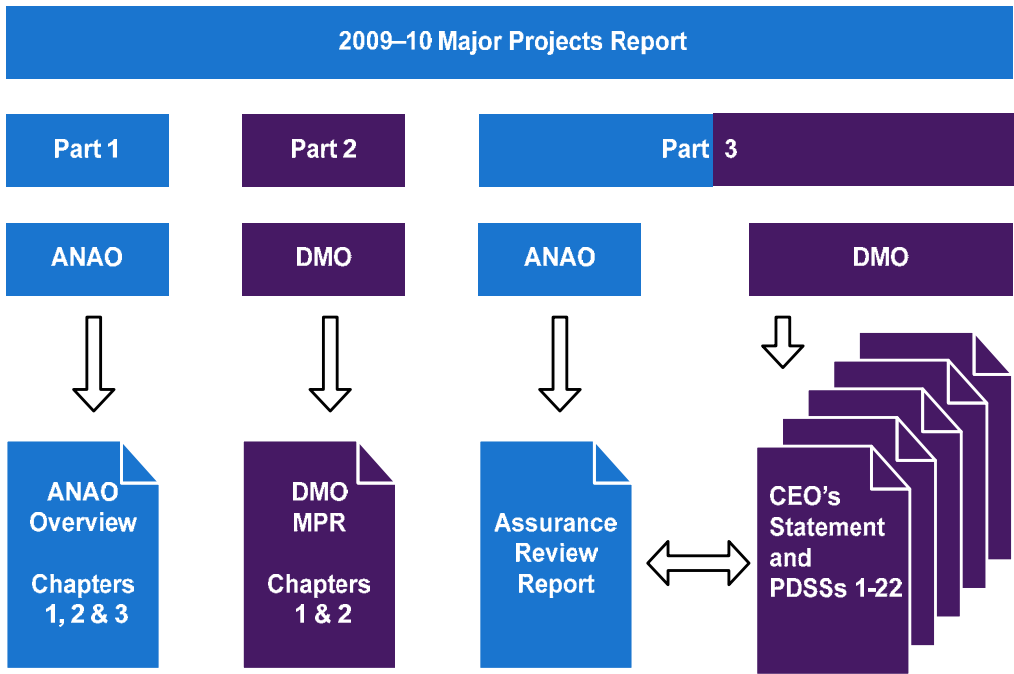 2009–10 Major Projects Report
Part 1
Part 2
Part 3
ANAO
DMO
ANAO
DMO
ANAO
Overview
Chapters
1, 2 & 3
DMO
MPR
Chapters
1 & 2
Assurance
Review
Report
CEO's
Statement
and
PDSSs 1-22